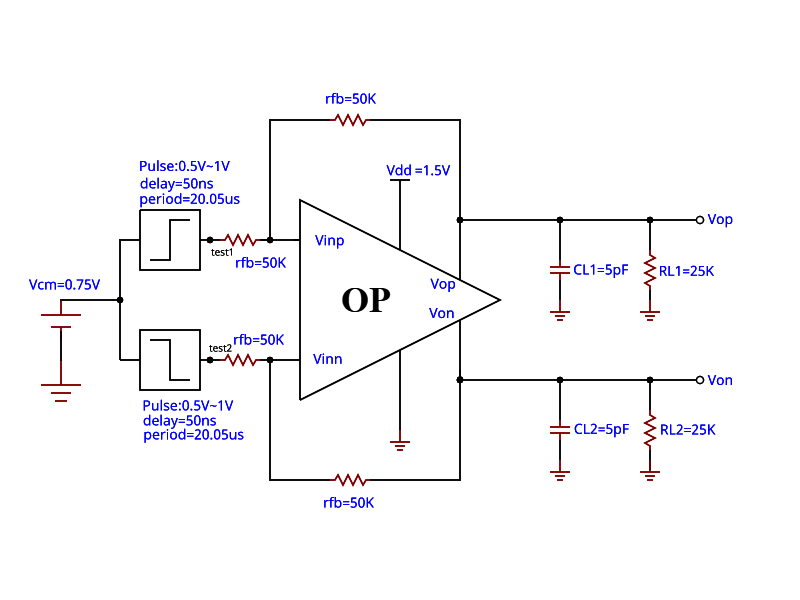 rfb=50K
Pulse:0.5V~1V
delay=50ns
period=20.05us
Vdd =1.5V
Vop
test1
Vinp
rfb=50K
CL1=5pF
RL1=25K
Vcm=0.75V
Vop
OP
Von
test2
rfb=50K
Vinn
Von
Pulse:0.5V~1V
delay=50ns
period=20.05us
CL2=5pF
RL2=25K
rfb=50K